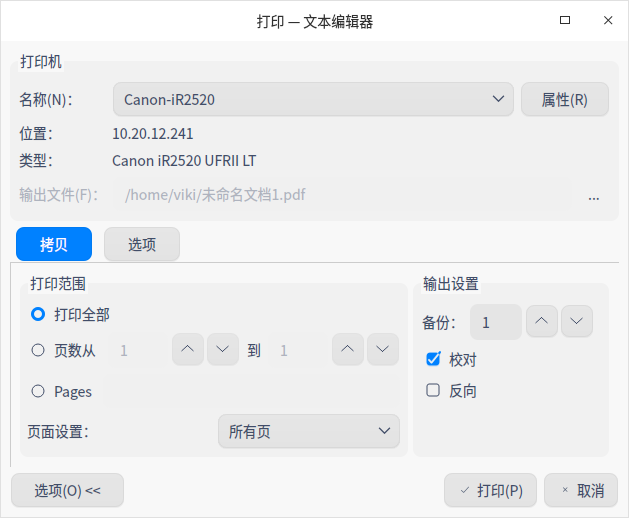 打印 — 文本编辑器
打印机
名称(N)： Canon-iR2520 属性(R)
位置： 10.20.12.241
类型： Canon iR2520 UFRII LT
输出文件(F)： /home/viki/未命名文档1.pdf ...
拷贝 选项
打印范围
打印全部
页数从 1 到 1
Pages
页面设置： 所有页
输出设置
备份： 1
校对
反向
选项(O) << 打印(P) 取消